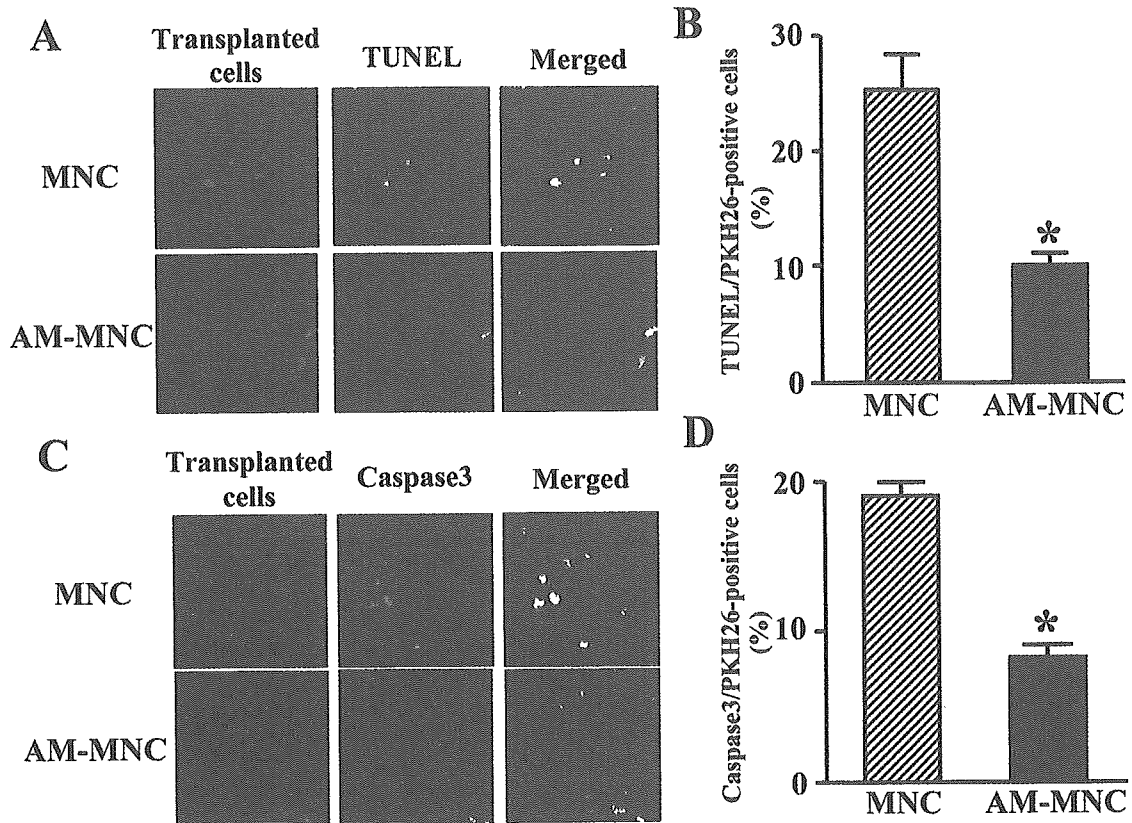 A
Transplanted
cells
TUNEL
Merged
MNC
AM-MNC
B
TUNEL/PKH26-positive cells
(%)
30
20
10
0
*
MNC
AM-MNC
C
Transplanted
cells
Caspase3
Merged
MNC
AM-MNC
D
Caspase3/PKH26-positive cells
(%)
20
10
0
*
MNC
AM-MNC